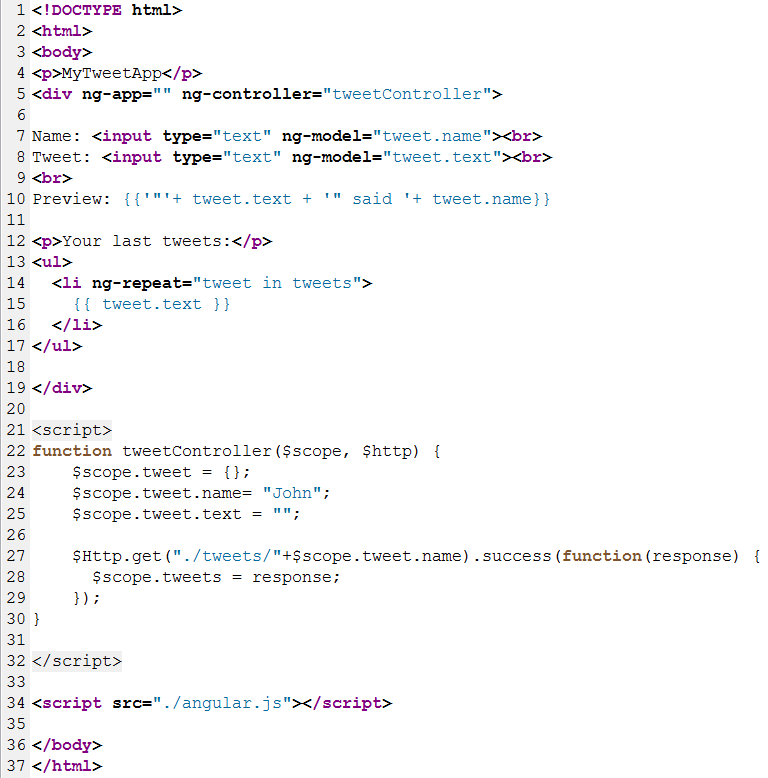 1 <!DOCTYPE html>
2 <html>
3 <body>
4 <p>MyTweetApp</p>
5 <div ng-app="" ng-controller="tweetController">
6
7 Name: <input type="text" ng-model="tweet.name"><br>
8 Tweet: <input type="text" ng-model="tweet.text"><br>
9 <br>
10 Preview: {{'"'+ tweet.text + '" said '+ tweet.name}}
11
12 <p>Your last tweets:</p>
13 <ul>
14   <li ng-repeat="tweet in tweets">
15     {{ tweet.text }}
16   </li>
17 </ul>
18
19 </div>
20
21 <script>
22 function tweetController($scope, $http) {
23     $scope.tweet = {};
24     $scope.tweet.name= "John";
25     $scope.tweet.text = "";
26
27     $Http.get("./tweets/"+$scope.tweet.name).success(function(response) {
28       $scope.tweets = response;
29     });
30 }
31
32 </script>
33
34 <script src="./angular.js"></script>
35
36 </body>
37 </html>